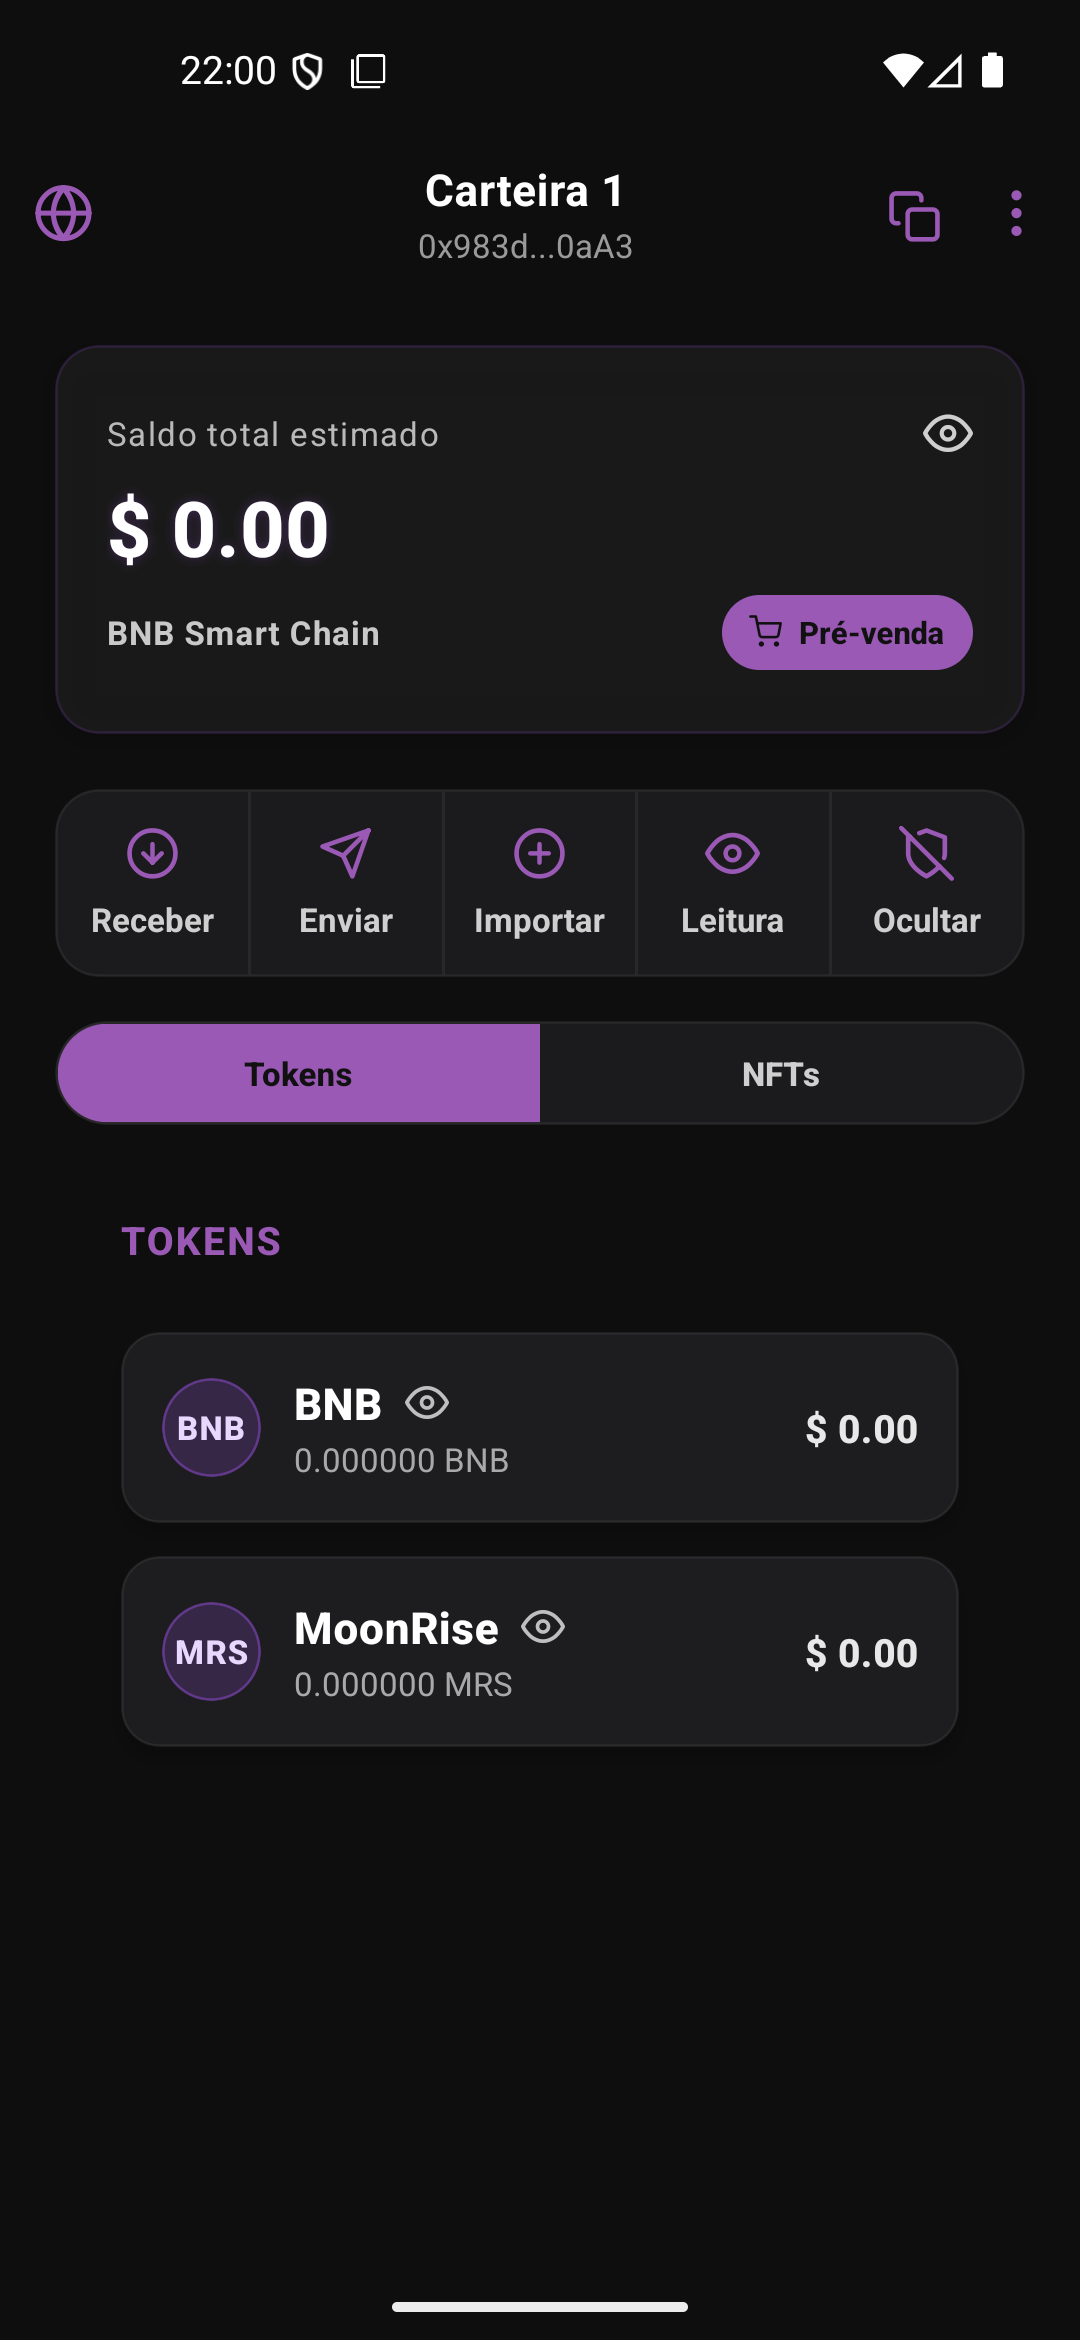 22:00
Carteira 1
0x983d...0aA3
Saldo total estimado
$ 0.00
BNB Smart Chain
Pré-venda
Receber
Enviar
Importar
Leitura
Ocultar
Tokens
NFTs
TOKENS
BNB
BNB
0.000000 BNB
$ 0.00
MRS
MoonRise
0.000000 MRS
$ 0.00